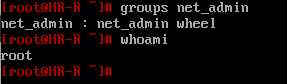 [root@HR-R ~]# groups net_admin
net_admin : net_admin wheel
[root@HR-R ~]# whoami
root
[root@HR-R ~]#